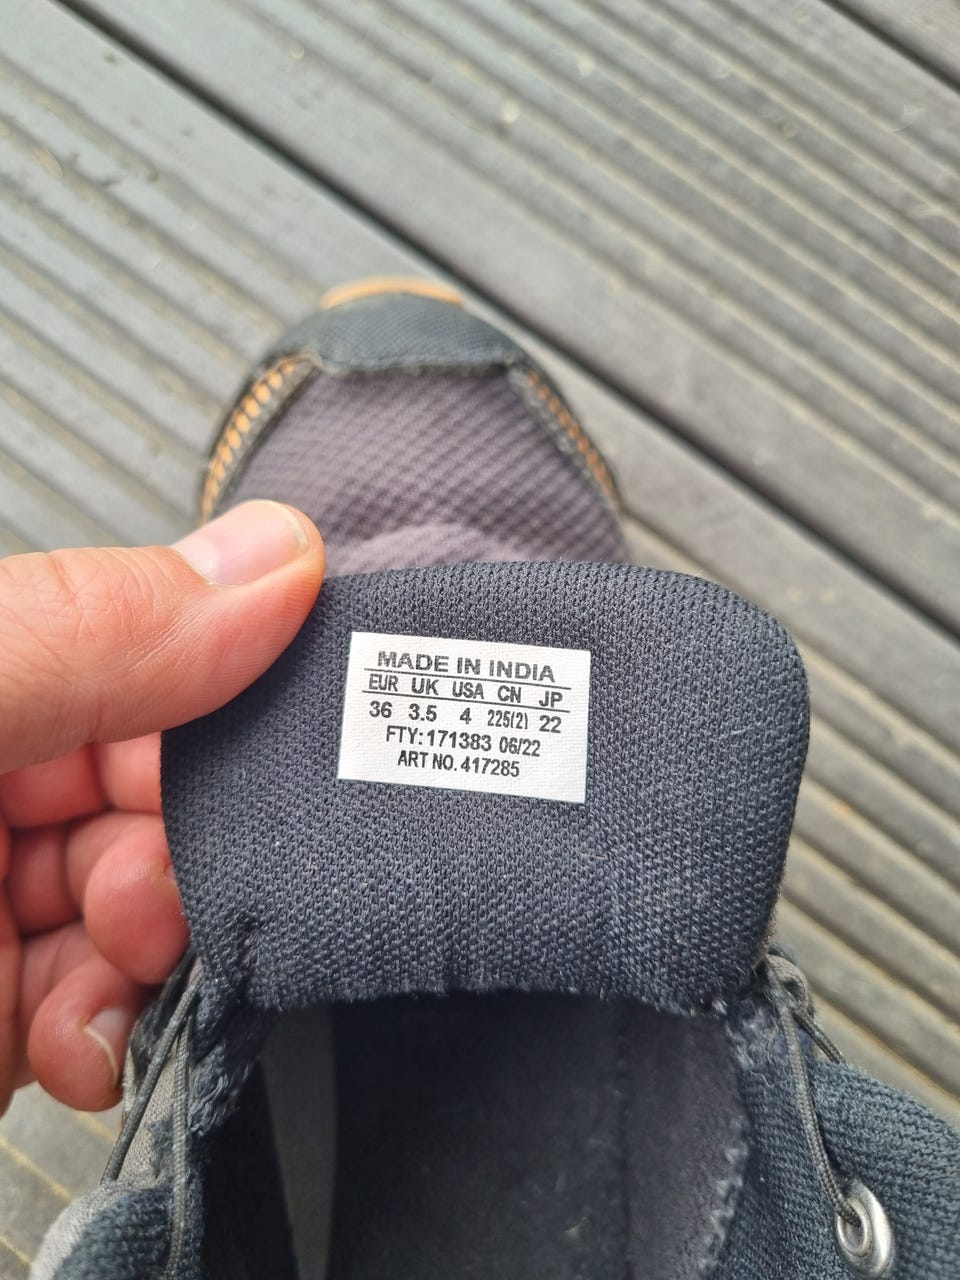 MADE IN INDIA
EUR UK USA CN JP
36 3.5 4 225(2) 22
FTY: 171383 06/22
ART NO. 417285